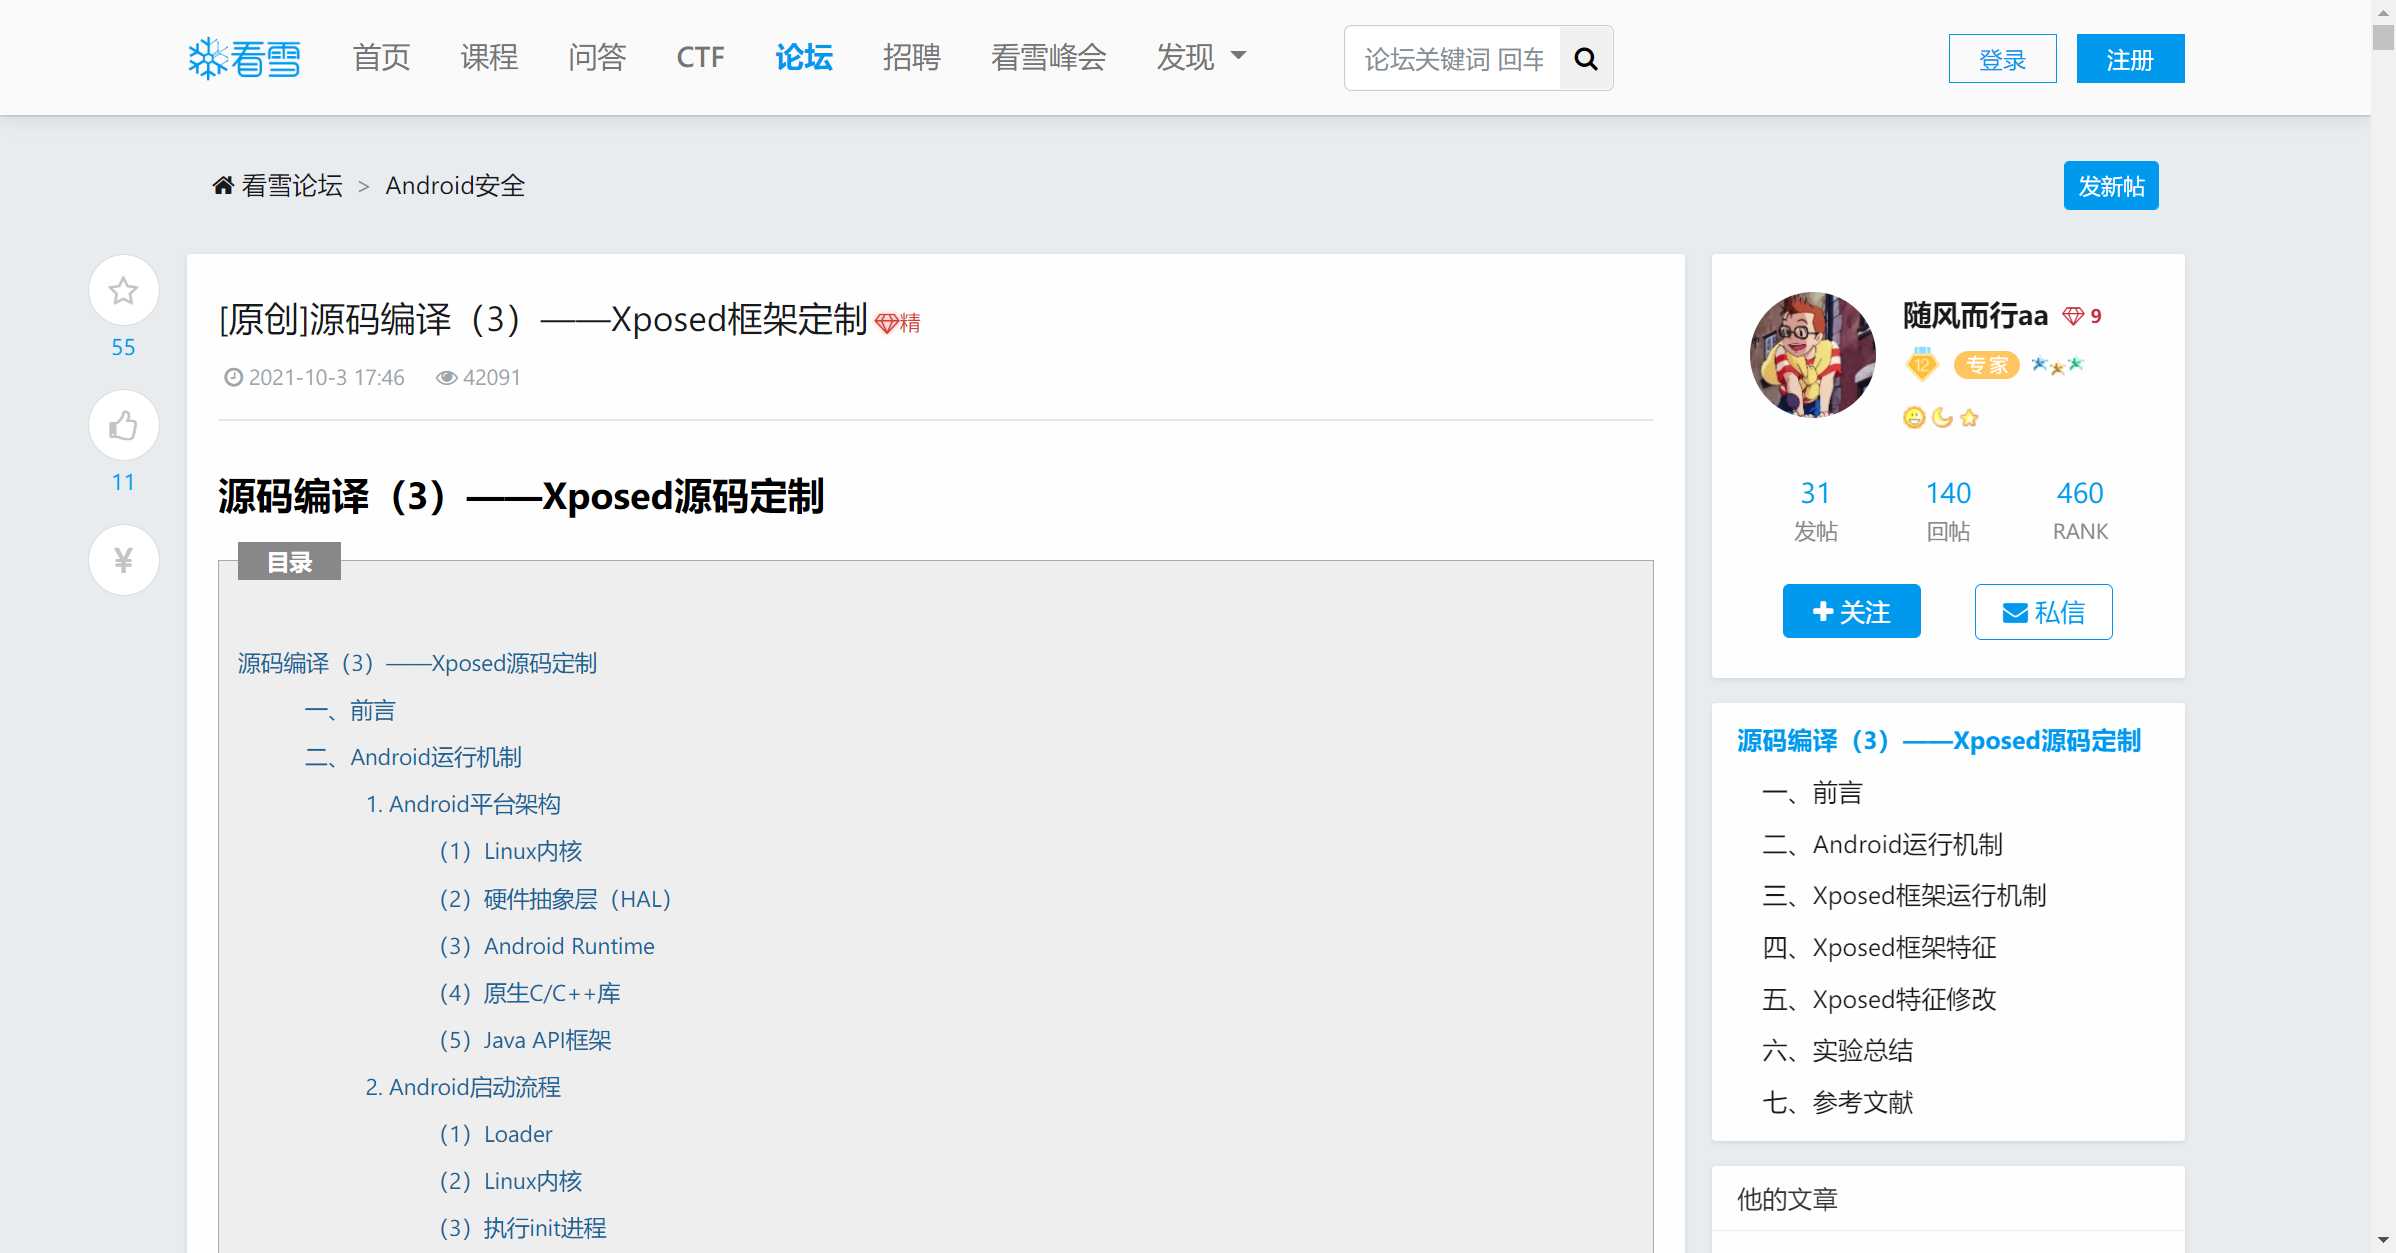 看雪 首页 课程 问答 CTF 论坛 招聘 看雪峰会 发现 论坛关键词 回车 登录 注册
看雪论坛 > Android安全
发新帖
55
11
¥
[原创]源码编译（3）——Xposed框架定制 精
2021-10-3 17:46 42091
源码编译（3）——Xposed源码定制
目录
源码编译（3）——Xposed源码定制
一、前言
二、Android运行机制
1. Android平台架构
（1）Linux内核
（2）硬件抽象层（HAL）
（3）Android Runtime
（4）原生C/C++库
（5）Java API框架
2. Android启动流程
（1）Loader
（2）Linux内核
（3）执行init进程
随风而行aa 9
12 专家
31 140 460
发帖 回帖 RANK
关注 私信
源码编译（3）——Xposed源码定制
一、前言
二、Android运行机制
三、Xposed框架运行机制
四、Xposed框架特征
五、Xposed特征修改
六、实验总结
七、参考文献
他的文章